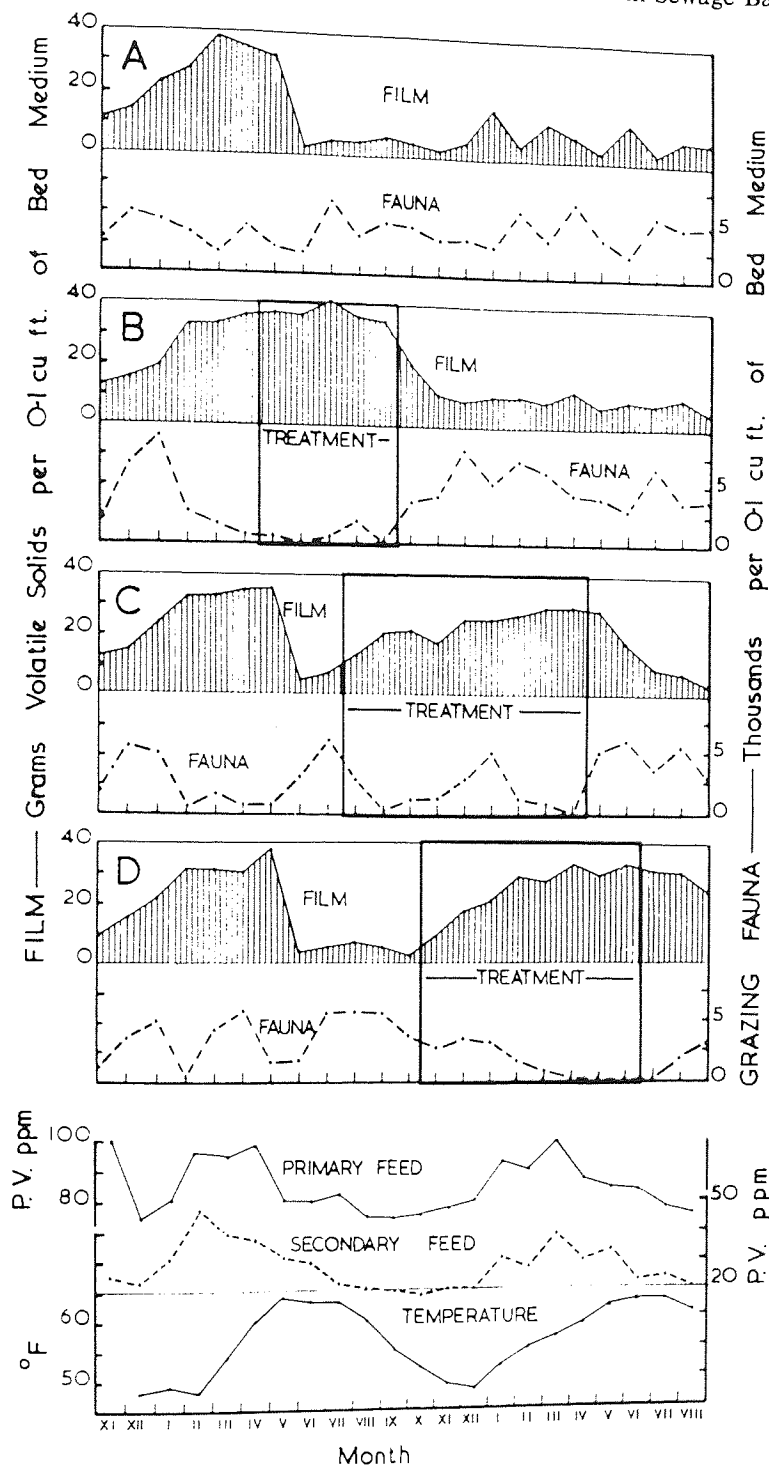 Sewage Ba
A
40
20
0
FILM
FAUNA
5
0
B
40
20
0
FILM
TREATMENT-
FAUNA
5
0
C
40
20
0
FILM
TREATMENT
FAUNA
5
0
D
40
20
0
FILM
TREATMENT
FAUNA
5
0
FILM — Grams Volatile Solids per O·1 cu ft. of Bed Medium
GRAZING FAUNA — Thousands per O·1 cu ft. of Bed Medium
P.V. ppm
100
80
PRIMARY FEED
SECONDARY FEED
50
20
P.V. ppm
TEMPERATURE
°F
60
50
XI XII I II III IV V VI VII VIII IX X XI XII I II III IV V VI VII VIII
Month